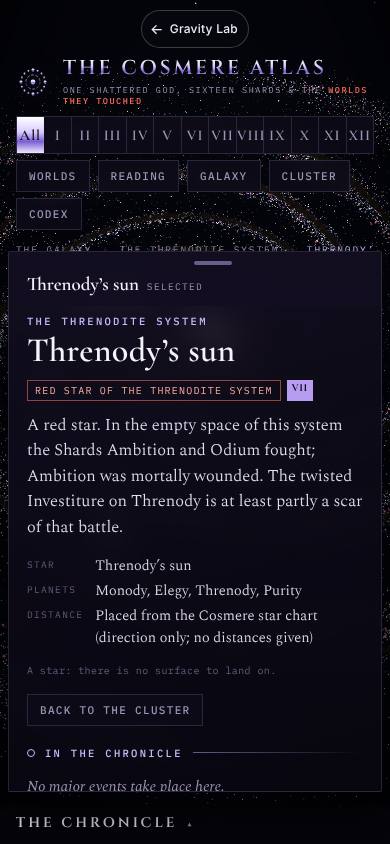 ← Gravity Lab
THE COSMERE ATLAS
ONE SHATTERED GOD, SIXTEEN SHARDS & THE WORLDS
THEY TOUCHED
All I II III IV V VI VII VIII IX X XI XII
WORLDS READING GALAXY CLUSTER
CODEX
THE GALAXY THE THRENODITE SYSTEM THRENODY'S
Threnody's sun SELECTED
THE THRENODITE SYSTEM
Threnody's sun
RED STAR OF THE THRENODITE SYSTEM VII
A red star. In the empty space of this system
the Shards Ambition and Odium fought;
Ambition was mortally wounded. The twisted
Investiture on Threnody is at least partly a scar
of that battle.
STAR Threnody's sun
PLANETS Monody, Elegy, Threnody, Purity
DISTANCE Placed from the Cosmere star chart
(direction only; no distances given)
A star: there is no surface to land on.
BACK TO THE CLUSTER
IN THE CHRONICLE
No major events take place here.
THE CHRONICLE ▴